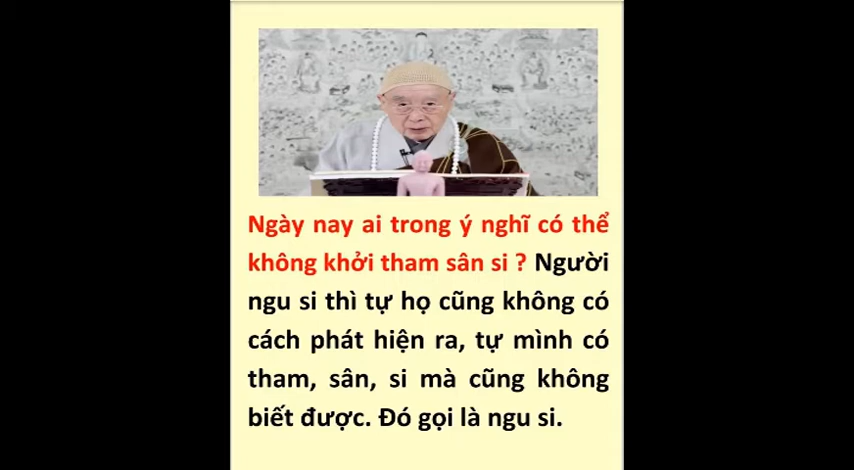 Ngày nay ai trong ý nghĩ có thể
không khởi tham sân si ? Người
ngu si thì tự họ cũng không có
cách phát hiện ra, tự mình có
tham, sân, si mà cũng không
biết được. Đó gọi là ngu si.